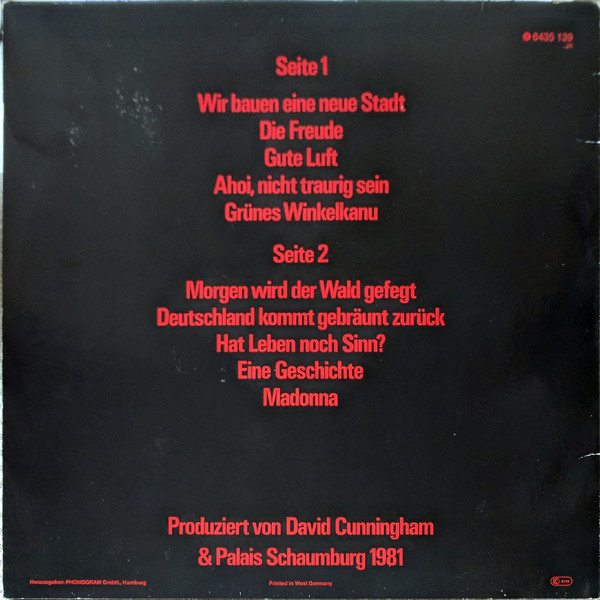 6435 139
Seite 1
Wir bauen eine neue Stadt
Die Freude
Gute Luft
Ahoi, nicht traurig sein
Grünes Winkelkanu
Seite 2
Morgen wird der Wald gefegt
Deutschland kommt gebräunt zurück
Hat Leben noch Sinn?
Eine Geschichte
Madonna
Produziert von David Cunningham
& Palais Schaumburg 1981
Herausgeber: PHONOGRAM GmbH., Hamburg
Printed in West Germany